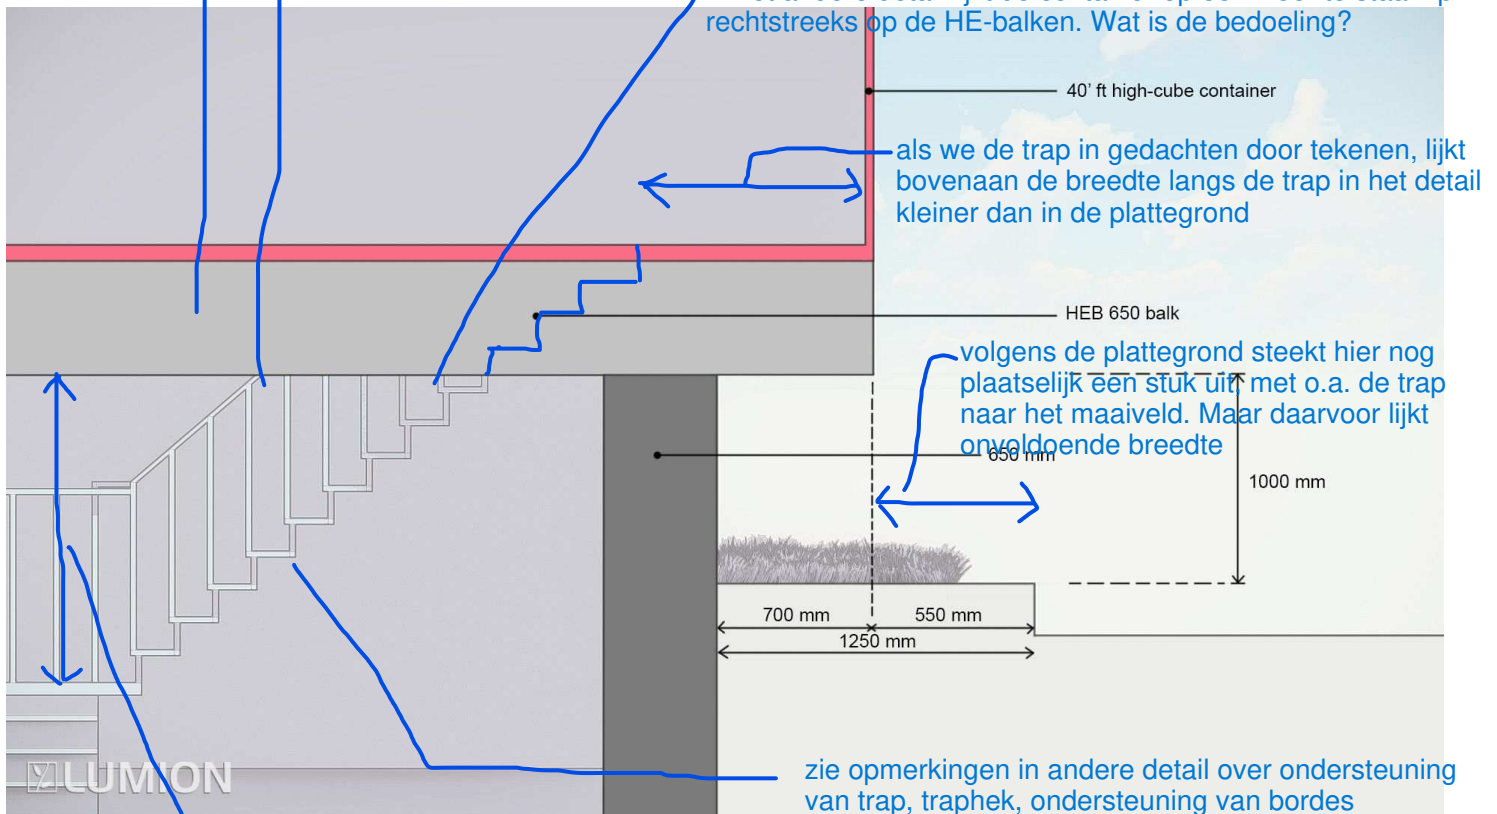 rechtstreeks op de HE-balken. Wat is de bedoeling?
40' ft high-cube container
als we de trap in gedachten door tekenen, lijkt
bovenaan de breedte langs de trap in het detail
kleiner dan in de plattegrond
HEB 650 balk
volgens de plattegrond steekt hier nog
plaatselijk een stuk uit, met o.a. de trap
naar het maaiveld. Maar daarvoor lijkt
onvoldoende breedte
650 mm
1000 mm
700 mm
550 mm
1250 mm
LUMION
zie opmerkingen in andere detail over ondersteuning
van trap, traphek, ondersteuning van bordes